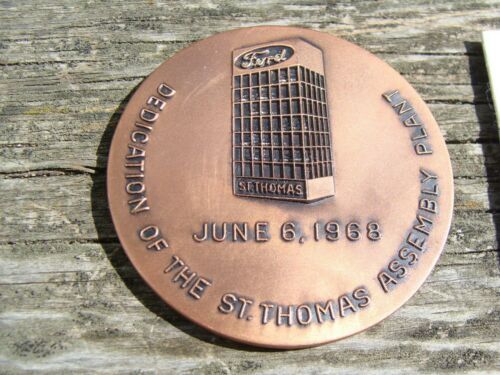 Ford
ST.THOMAS
JUNE 6, 1968
DEDICATION OF THE ST. THOMAS ASSEMBLY PLANT